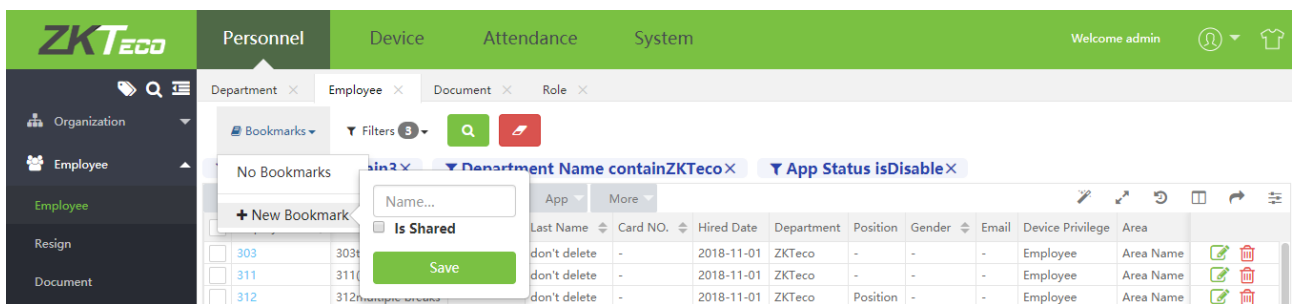 ZKTECO
Personnel Device Attendance System Welcome admin
Department × Employee × Document × Role ×
Organization
Bookmarks Filters 3
Employee
No Bookmarks
ain3× Department Name containZKTeco× App Status isDisable×
Name...
Employee
+ New Bookmark
App More
Is Shared
Last Name Card NO. Hired Date Department Position Gender Email Device Privilege Area
Resign
303 don't delete - 2018-11-01 ZKTeco - - - Employee Area Name
Save
311 don't delete - 2018-11-01 ZKTeco - - - Employee Area Name
Document
312 312multiple breaks don't delete - 2018-11-01 ZKTeco Position - - Employee Area Name